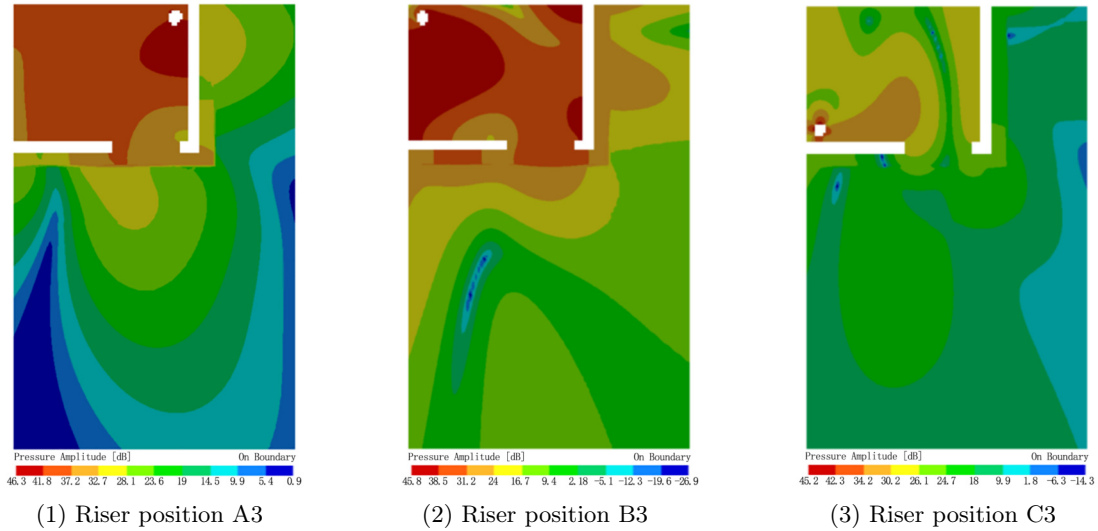 Pressure Amplitude [dB] On Boundary
46.3 41.8 37.2 32.7 28.1 23.6 19 14.5 9.9 5.4 0.9
(1) Riser position A3
Pressure Amplitude [dB] On Boundary
45.8 38.5 31.2 24 16.7 9.4 2.18 -5.1 -12.3 -19.6 -26.9
(2) Riser position B3
Pressure Amplitude [dB] On Boundary
45.2 42.3 34.2 30.2 26.1 24.7 18 9.9 1.8 -6.3 -14.3
(3) Riser position C3